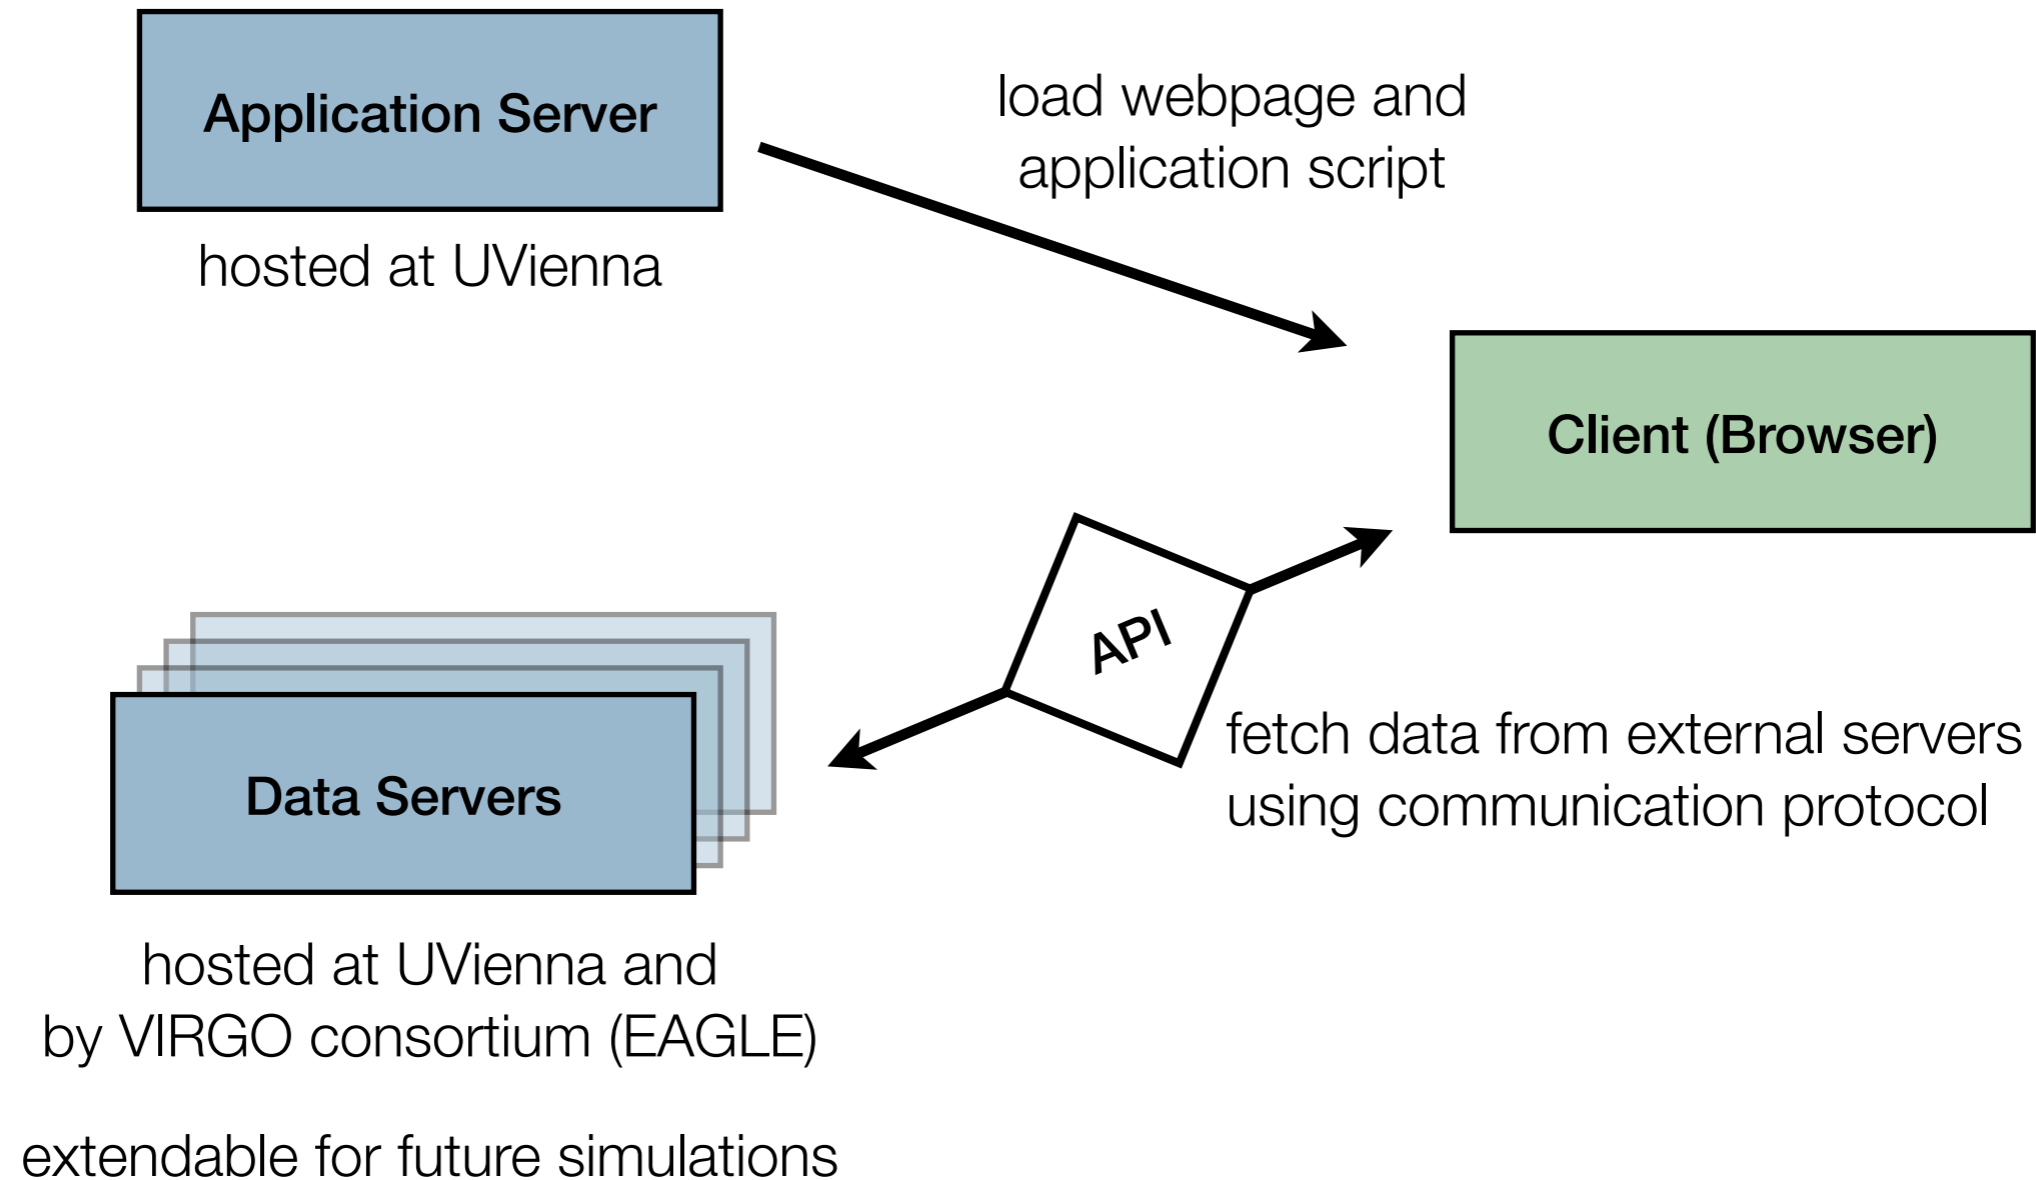 Application Server
hosted at UVienna
load webpage and
application script
Client (Browser)
API
fetch data from external servers
using communication protocol
Data Servers
hosted at UVienna and
by VIRGO consortium (EAGLE)
extendable for future simulations